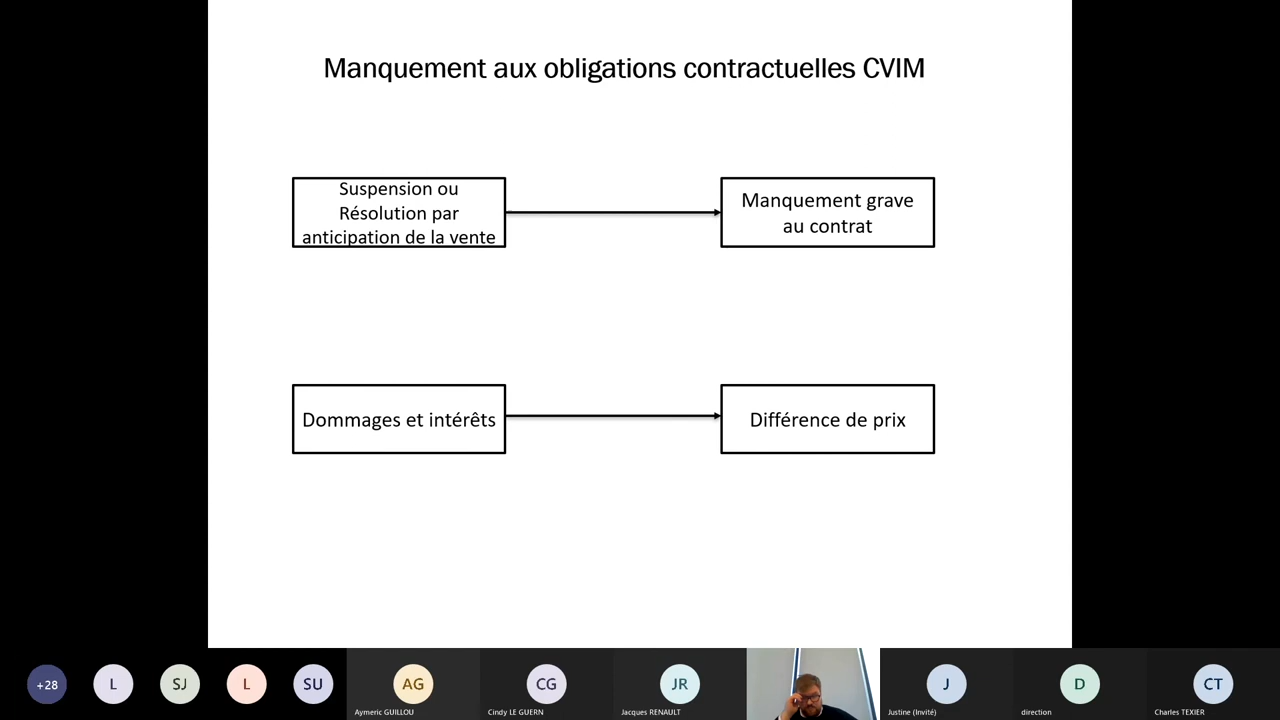 Manquement aux obligations contractuelles CVIM
Suspension ou
Résolution par
anticipation de la vente
Manquement grave
au contrat
Dommages et intérêts
Différence de prix
+28
L
SJ
L
SU
AG
CG
JR
J
D
CT
Aymeric GUILLOU
Cindy LE GUERN
Jacques RENAULT
Justine (Invité)
direction
Charles TEXIER